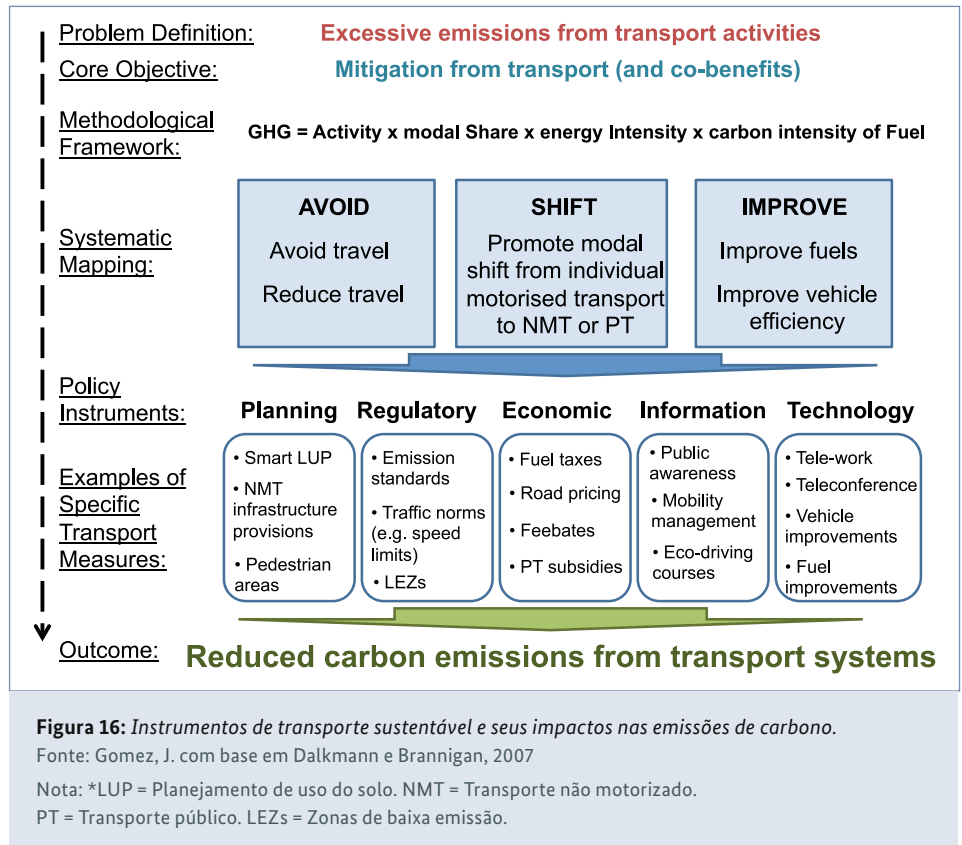 Problem Definition:
Excessive emissions from transport activities
Core Objective:
Mitigation from transport (and co-benefits)
Methodological
Framework:
GHG = Activity x modal Share x energy Intensity x carbon intensity of Fuel
Systematic
Mapping:
AVOID
Avoid travel
Reduce travel
SHIFT
Promote modal
shift from individual
motorised transport
to NMT or PT
IMPROVE
Improve fuels
Improve vehicle
efficiency
Policy
Instruments:
Examples of
Specific
Transport
Measures:
Planning
• Smart LUP
• NMT
infrastructure
provisions
• Pedestrian
areas
Regulatory
• Emission
standards
• Traffic norms
(e.g. speed
limits)
• LEZs
Economic
• Fuel taxes
• Road pricing
• Feebates
• PT subsidies
Information
• Public
awareness
• Mobility
management
• Eco-driving
courses
Technology
• Tele-work
• Teleconference
• Vehicle
improvements
• Fuel
improvements
Outcome:
Reduced carbon emissions from transport systems
Figura 16: Instrumentos de transporte sustentável e seus impactos nas emissões de carbono.
Fonte: Gomez, J. com base em Dalkmann e Brannigan, 2007
Nota: *LUP = Planejamento de uso do solo. NMT = Transporte não motorizado.
PT = Transporte público. LEZs = Zonas de baixa emissão.